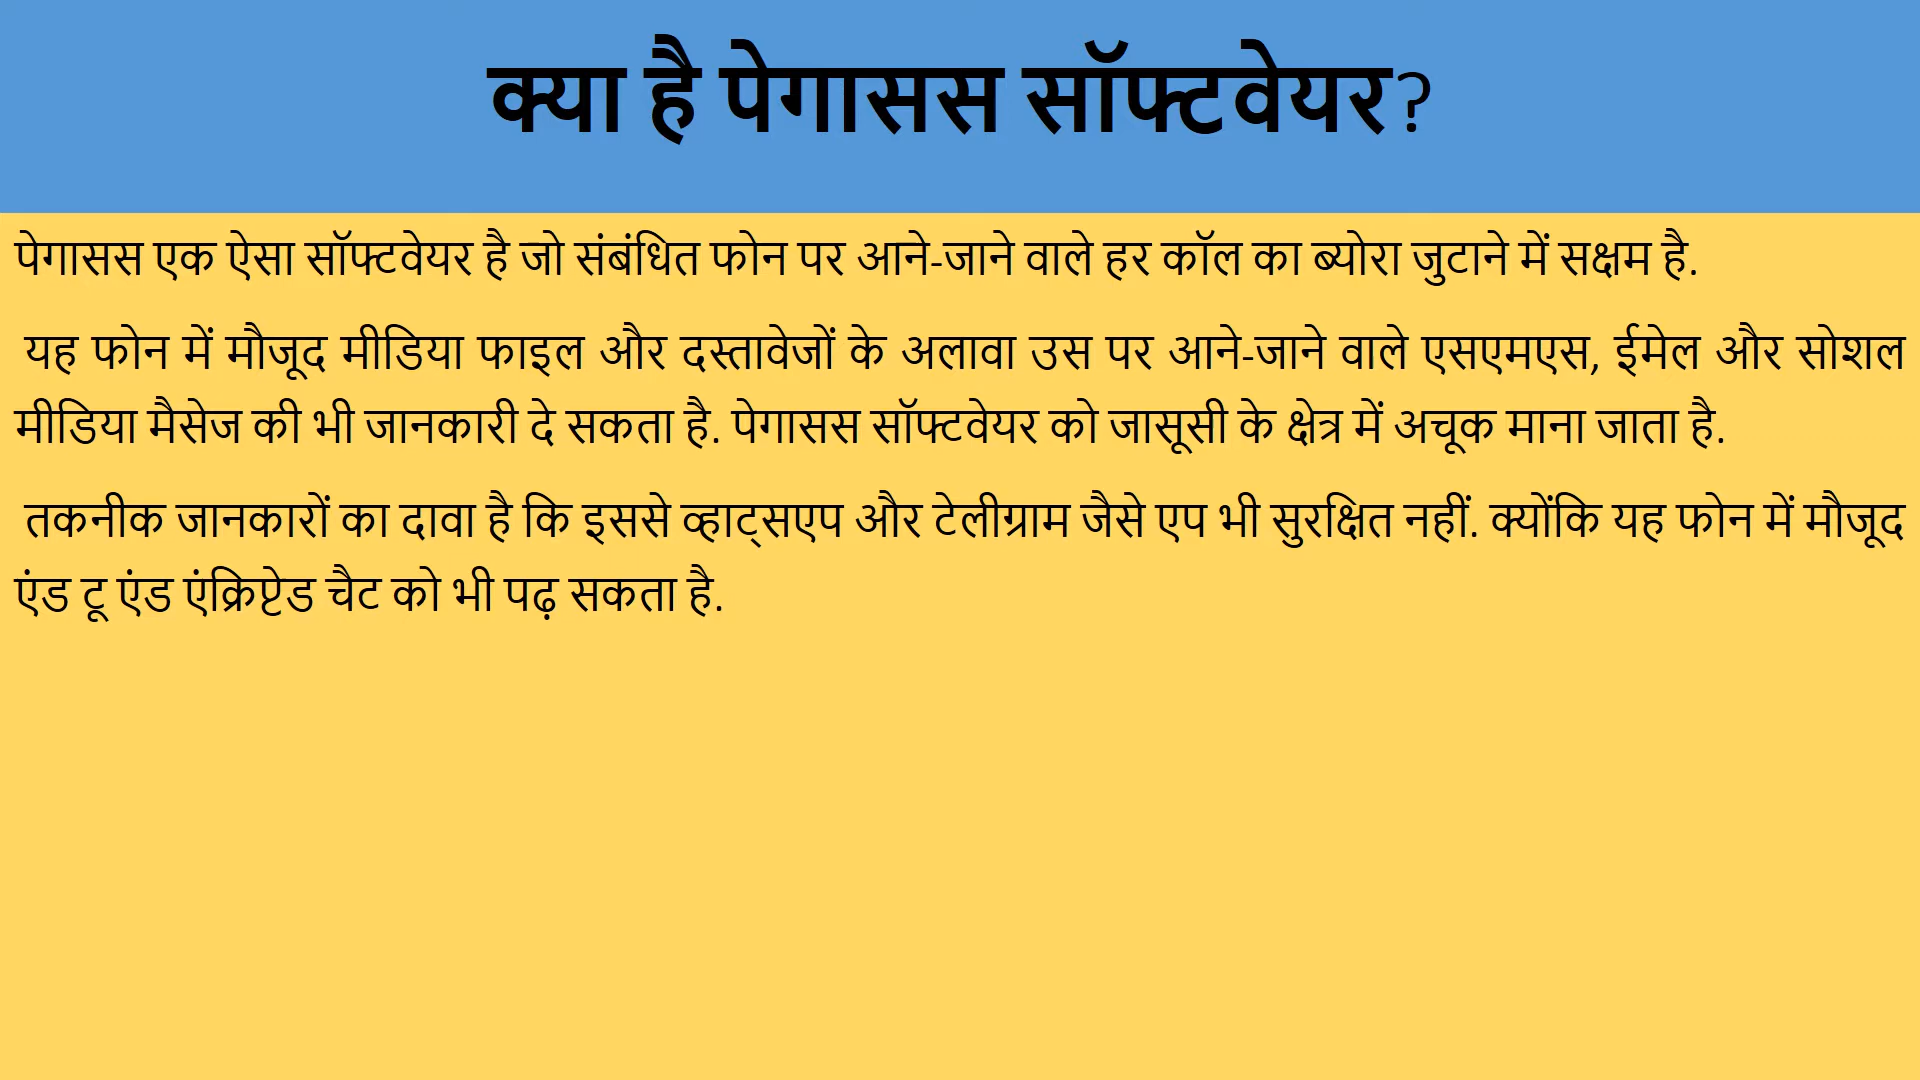 क्या है पेगासस सॉफ्टवेयर?
पेगासस एक ऐसा सॉफ्टवेयर है जो संबंधित फोन पर आने-जाने वाले हर कॉल का ब्योरा जुटाने में सक्षम है.
यह फोन में मौजूद मीडिया फाइल और दस्तावेजों के अलावा उस पर आने-जाने वाले एसएमएस, ईमेल और सोशल
मीडिया मैसेज की भी जानकारी दे सकता है. पेगासस सॉफ्टवेयर को जासूसी के क्षेत्र में अचूक माना जाता है.
तकनीक जानकारों का दावा है कि इससे व्हाट्सएप और टेलीग्राम जैसे एप भी सुरक्षित नहीं. क्योंकि यह फोन में मौजूद
एंड टू एंड एंक्रिप्टेड चैट को भी पढ़ सकता है.